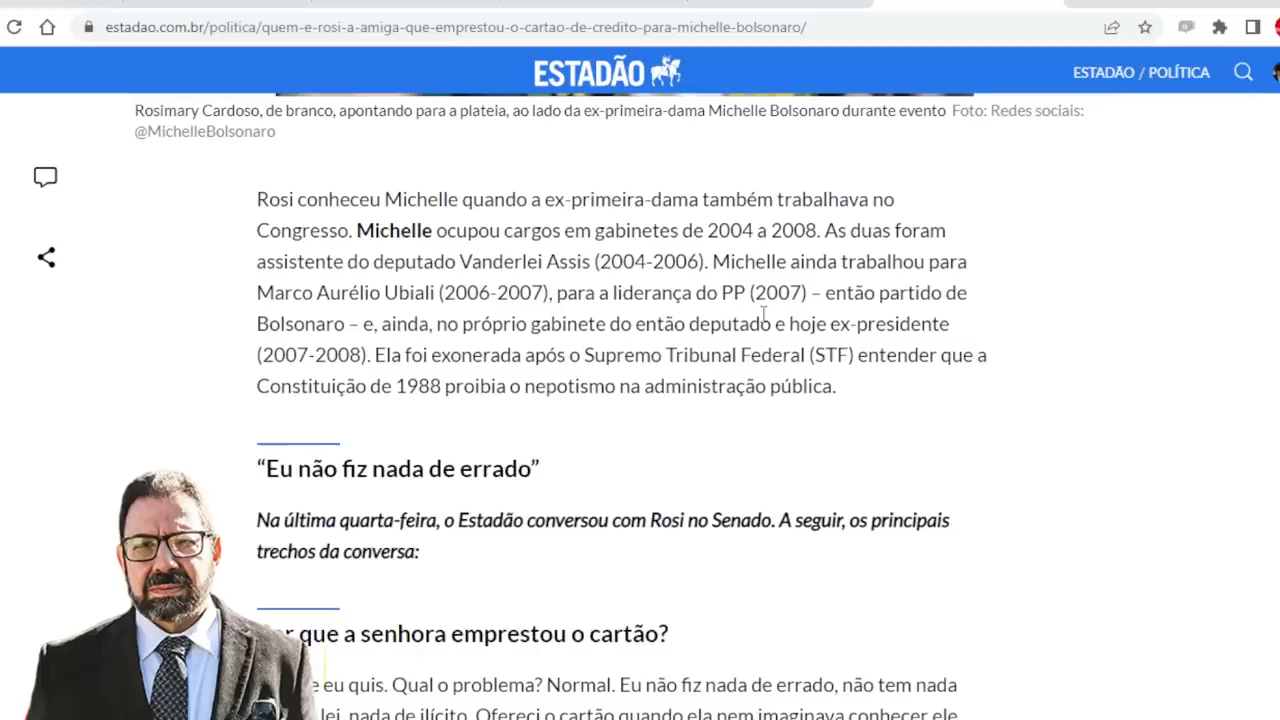 estadao.com.br/politica/quem-e-rosi-a-amiga-que-emprestou-o-cartao-de-credito-para-michelle-bolsonaro/
ESTADÃO
ESTADÃO / POLÍTICA
Rosimary Cardoso, de branco, apontando para a plateia, ao lado da ex-primeira-dama Michelle Bolsonaro durante evento Foto: Redes sociais:
@MichelleBolsonaro
Rosi conheceu Michelle quando a ex-primeira-dama também trabalhava no
Congresso. Michelle ocupou cargos em gabinetes de 2004 a 2008. As duas foram
assistente do deputado Vanderlei Assis (2004-2006). Michelle ainda trabalhou para
Marco Aurélio Ubiali (2006-2007), para a liderança do PP (2007) – então partido de
Bolsonaro – e, ainda, no próprio gabinete do então deputado e hoje ex-presidente
(2007-2008). Ela foi exonerada após o Supremo Tribunal Federal (STF) entender que a
Constituição de 1988 proibia o nepotismo na administração pública.
“Eu não fiz nada de errado”
Na última quarta-feira, o Estadão conversou com Rosi no Senado. A seguir, os principais
trechos da conversa:
que a senhora emprestou o cartão?
eu quis. Qual o problema? Normal. Eu não fiz nada de errado, não tem nada
lei, nada de ilícito. Ofereci o cartão quando ela nem imaginava conhecer ele